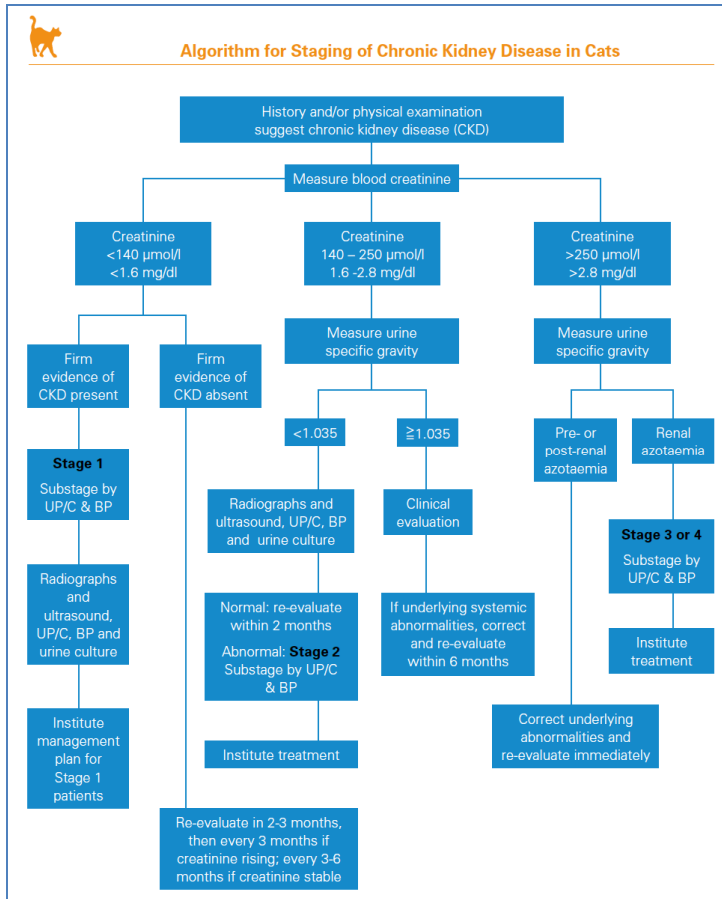 Algorithm for Staging of Chronic Kidney Disease in Cats
History and/or physical examination
suggest chronic kidney disease (CKD)
Measure blood creatinine
Creatinine
<140 µmol/l
<1.6 mg/dl
Creatinine
140 – 250 µmol/l
1.6 -2.8 mg/dl
Creatinine
>250 µmol/l
>2.8 mg/dl
Firm
evidence of
CKD present
Firm
evidence of
CKD absent
Measure urine
specific gravity
Measure urine
specific gravity
<1.035
≧1.035
Pre- or
post-renal
azotaemia
Renal
azotaemia
Stage 1
Substage by
UP/C & BP
Radiographs and
ultrasound, UP/C, BP
and urine culture
Clinical
evaluation
Stage 3 or 4
Substage by
UP/C & BP
Radiographs
and
ultrasound,
UP/C, BP and
urine culture
Normal: re-evaluate
within 2 months
Abnormal: Stage 2
Substage by UP/C
& BP
If underlying systemic
abnormalities, correct
and re-evaluate
within 6 months
Institute
treatment
Institute
management
plan for
Stage 1
patients
Institute treatment
Correct underlying
abnormalities and
re-evaluate immediately
Re-evaluate in 2-3 months,
then every 3 months if
creatinine rising; every 3-6
months if creatinine stable